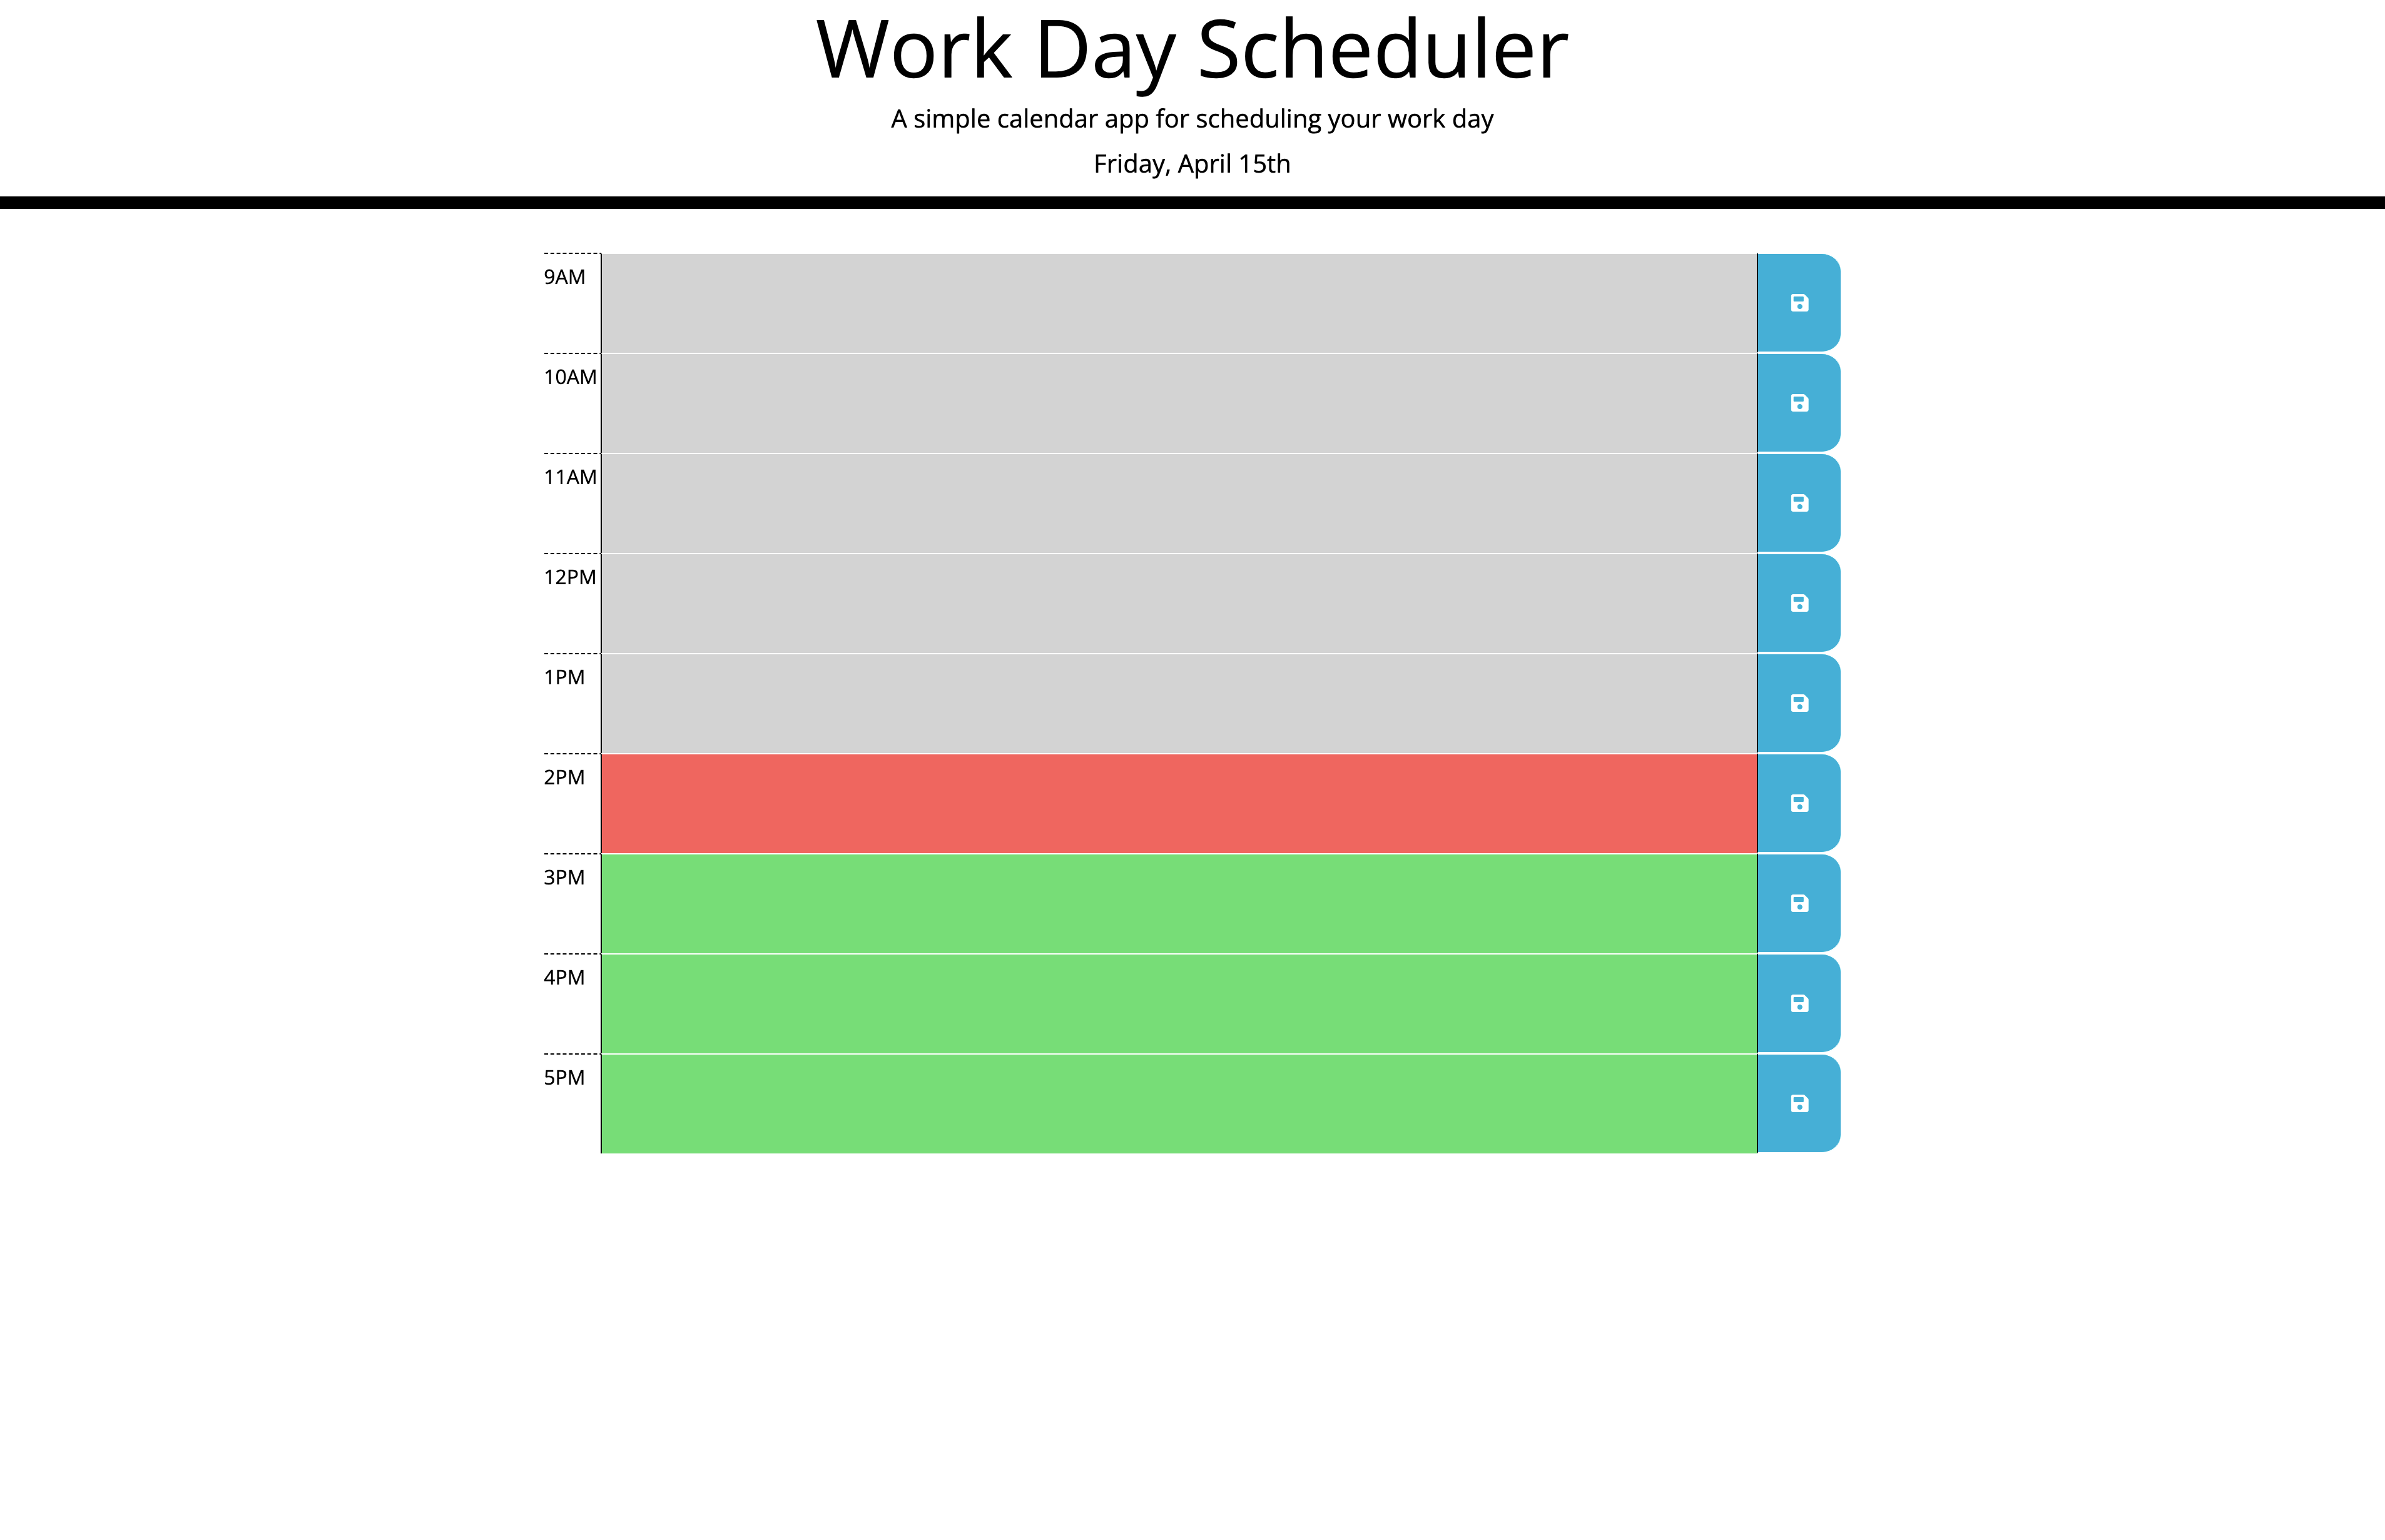 Work Day Scheduler
A simple calendar app for scheduling your work day
Friday, April 15th
9AM
10AM
11AM
12PM
1PM
2PM
3PM
4PM
5PM